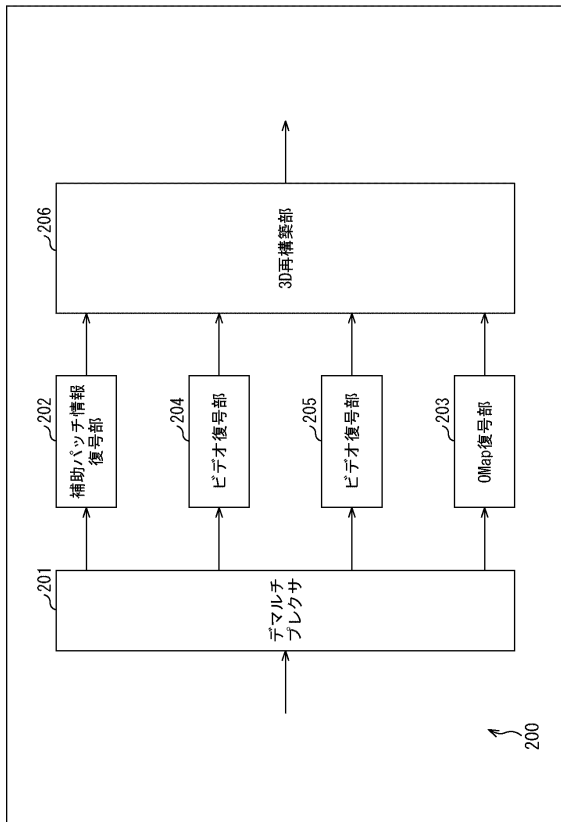 201
デマルチ
プレクサ
202
補助パッチ情報
復号部
204
ビデオ復号部
205
ビデオ復号部
203
OMap復号部
206
3D再構築部
200